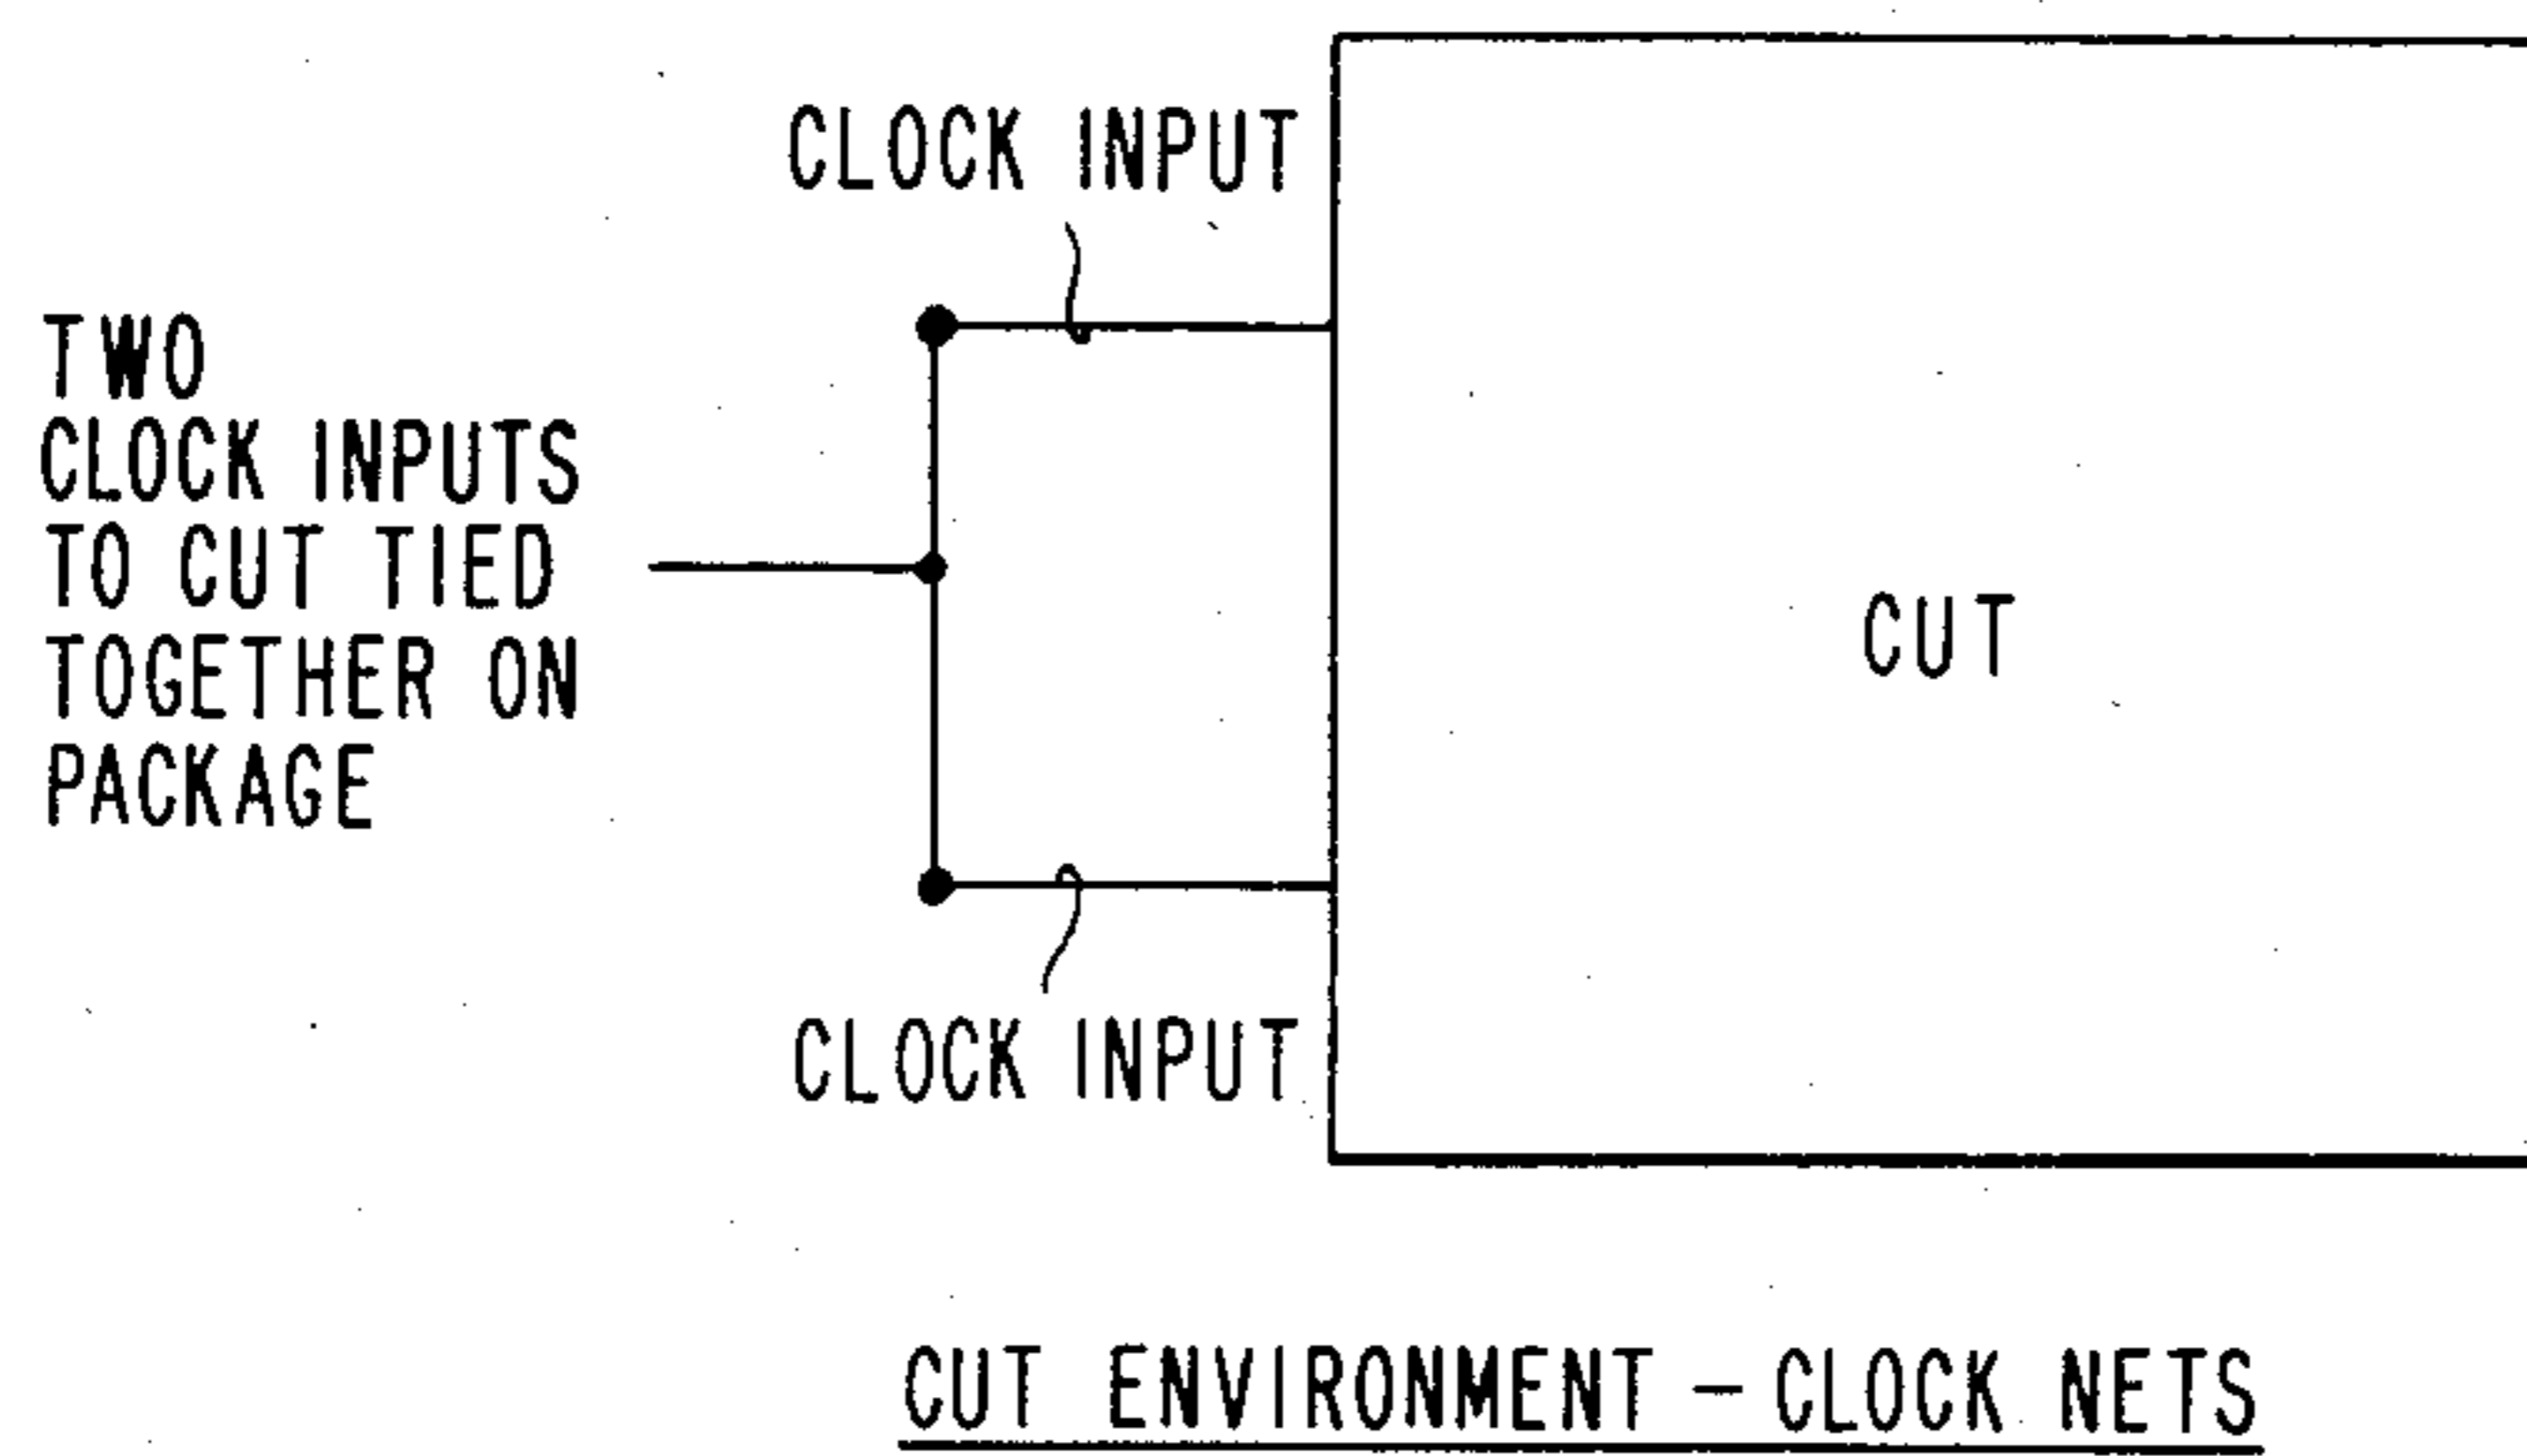 CLOCK INPUT
TWO
CLOCK INPUTS
TO CUT TIED
TOGETHER ON
PACKAGE
CUT
CLOCK INPUT
CUT ENVIRONMENT – CLOCK NETS